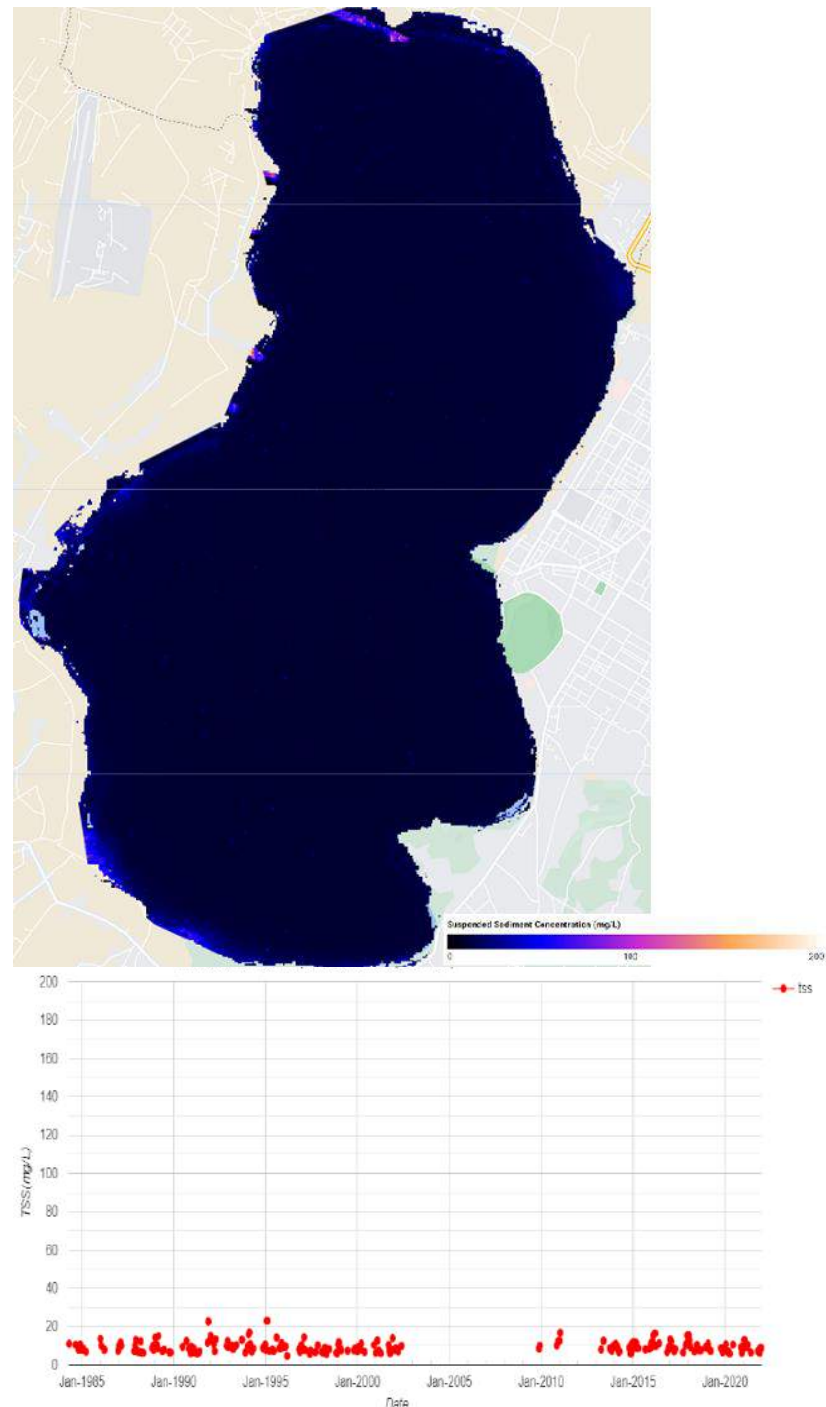 Suspended Sediment Concentration (mg/L)
0 100 200
200
180
160
140
120
100
80
60
40
20
0
TSS(mg/L)
tss
Jan-1985 Jan-1990 Jan-1995 Jan-2000 Jan-2005 Jan-2010 Jan-2015 Jan-2020
Date